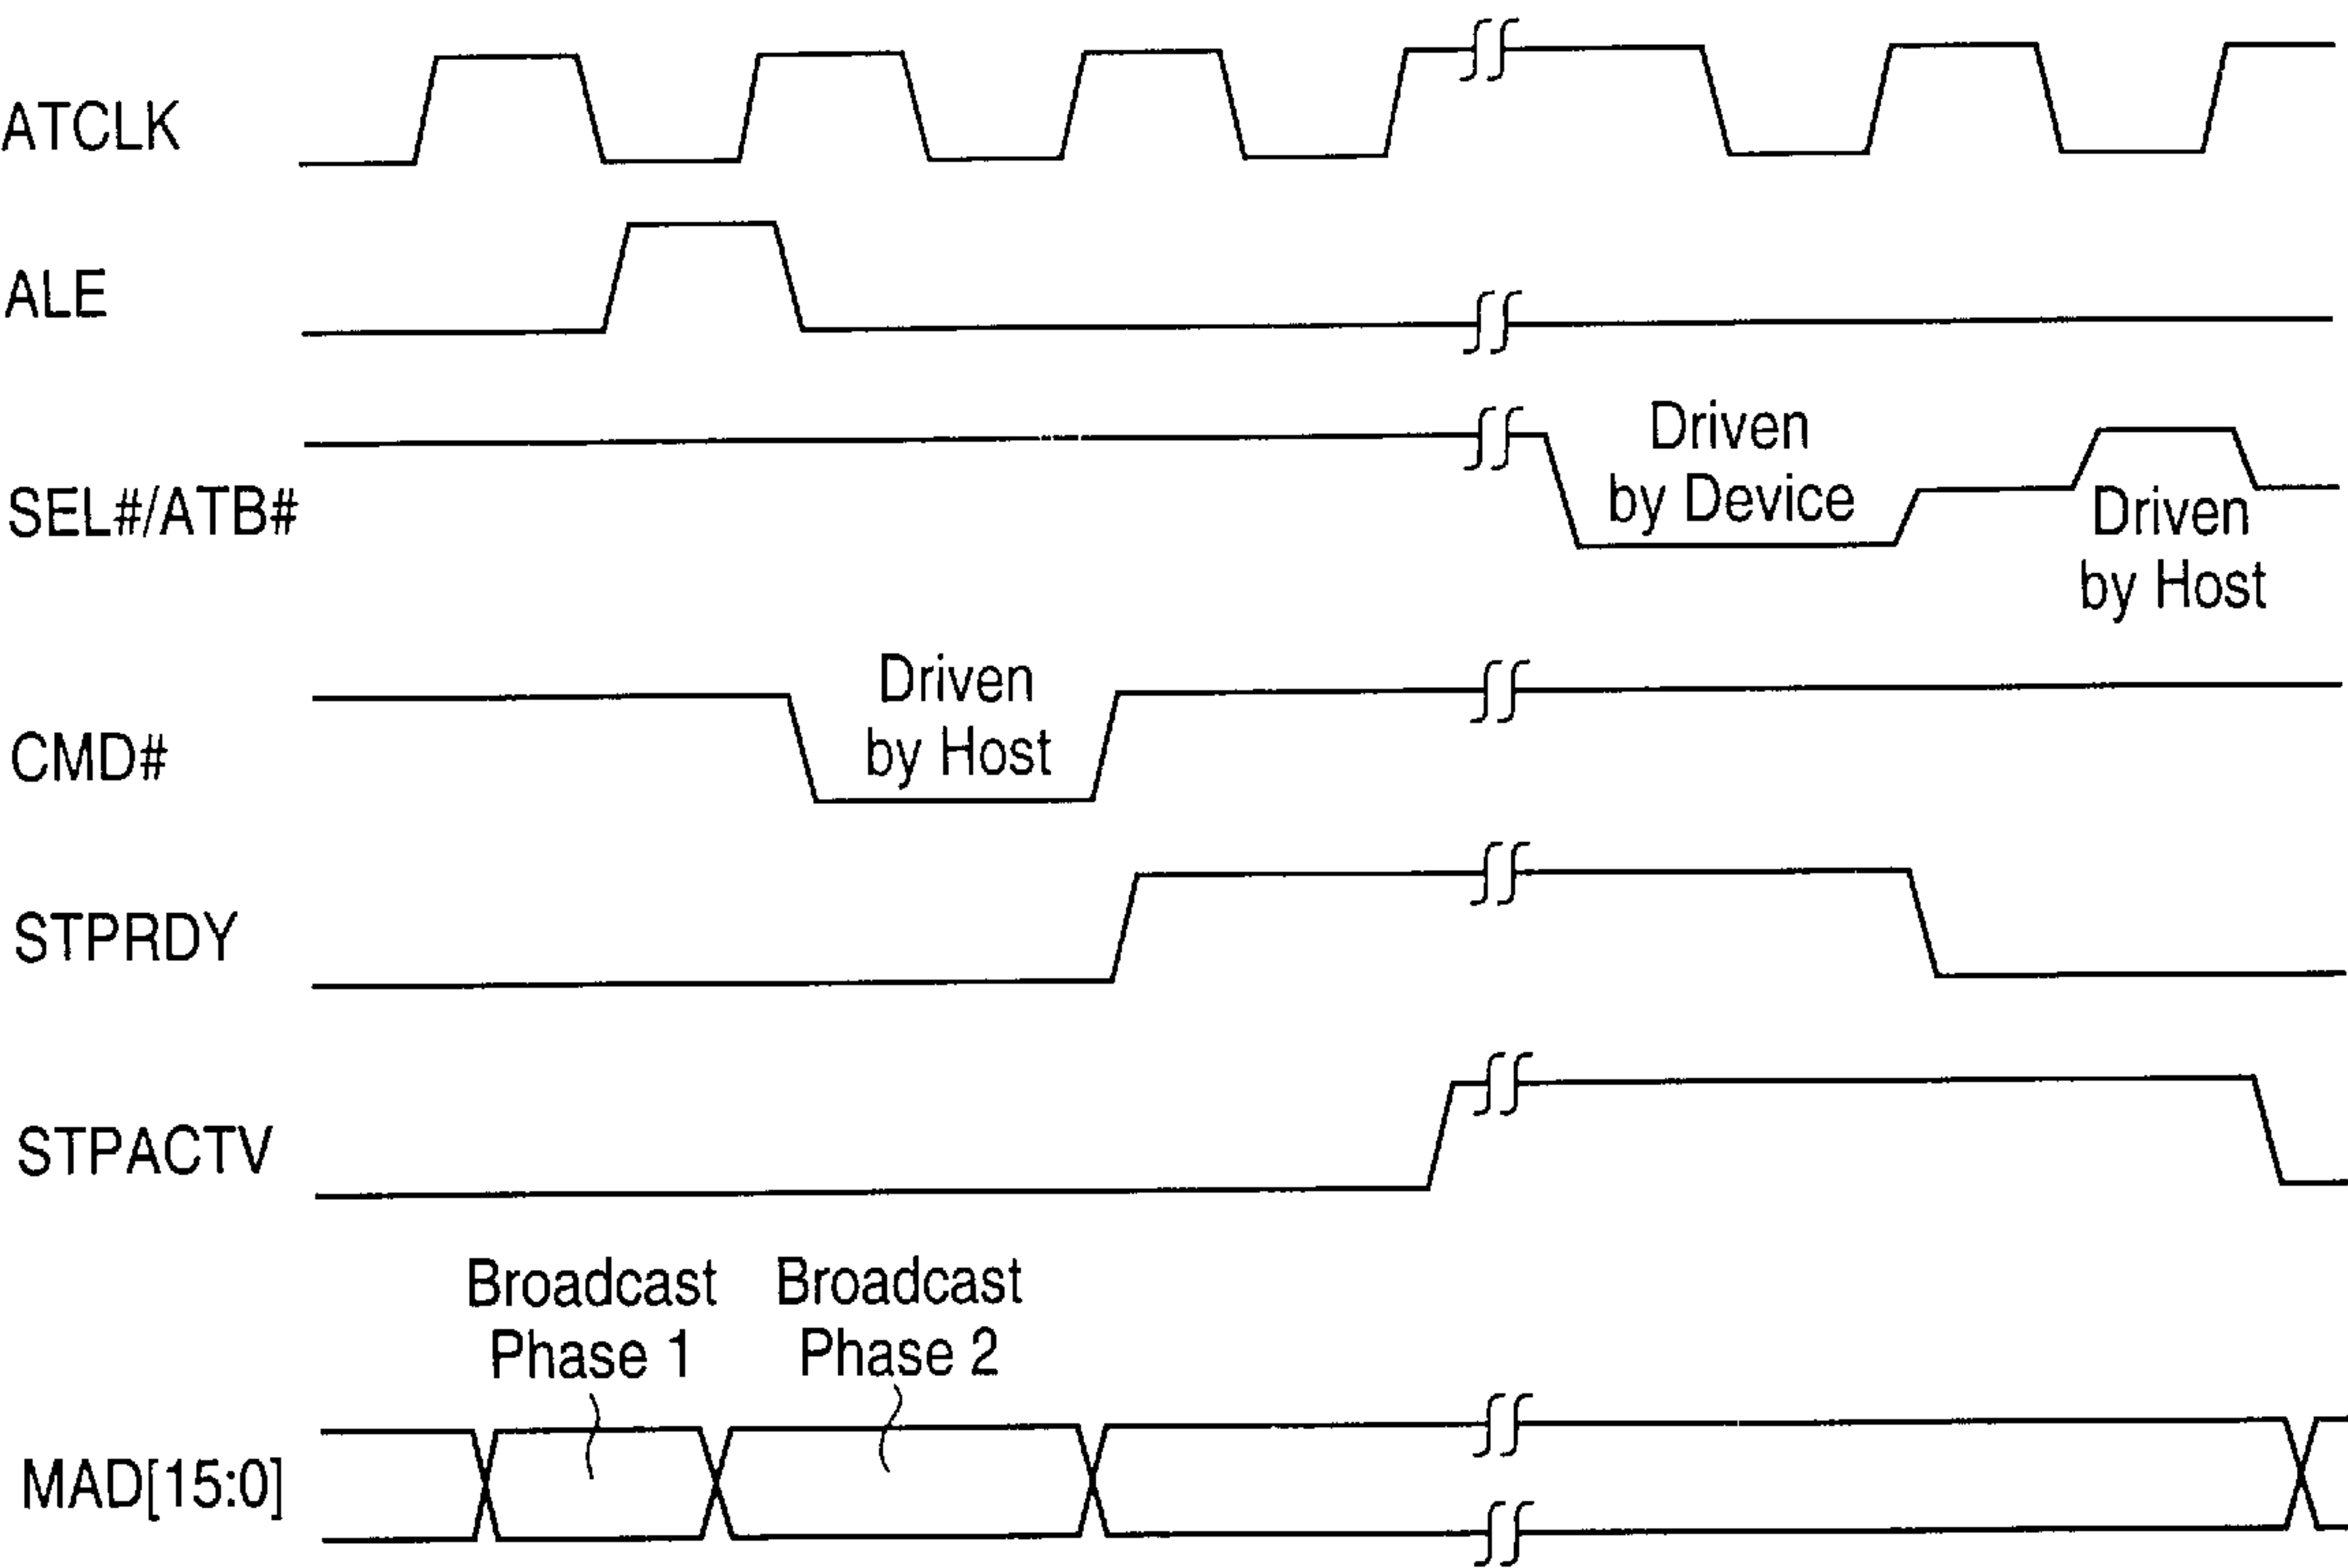 ATCLK
ALE
SEL#/ATB#
Driven
by Device
Driven
by Host
CMD#
Driven
by Host
STPRDY
STPACTV
Broadcast
Phase 1
Broadcast
Phase 2
MAD[15:0]